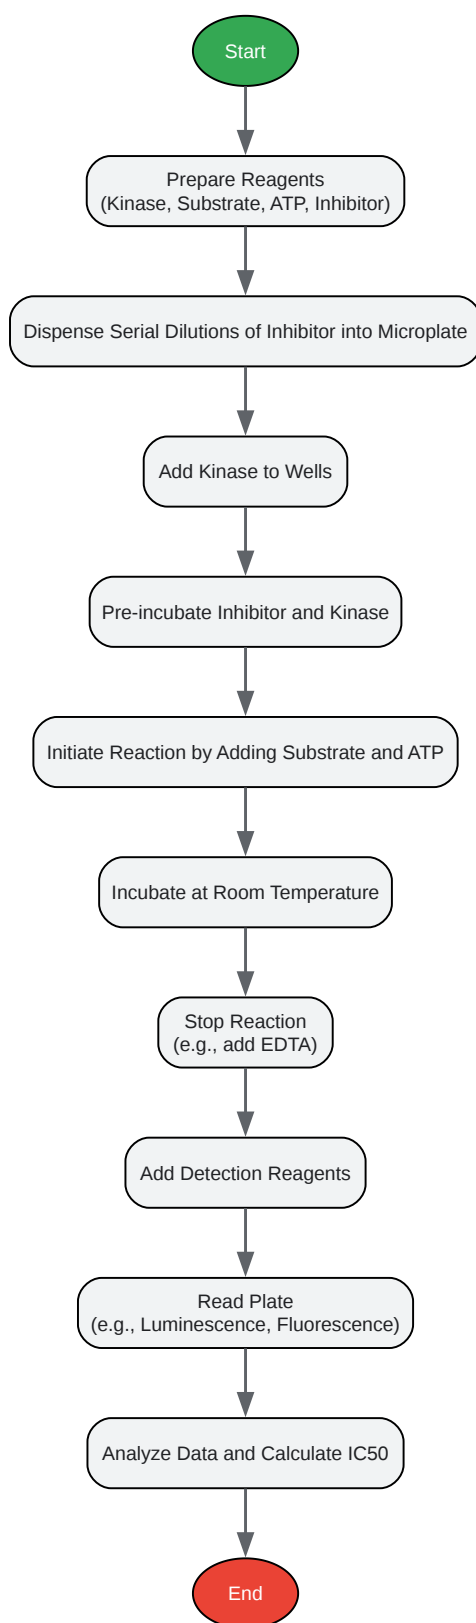 Start
Prepare Reagents
(Kinase, Substrate, ATP, Inhibitor)
Dispense Serial Dilutions of Inhibitor into Microplate
Add Kinase to Wells
Pre-incubate Inhibitor and Kinase
Initiate Reaction by Adding Substrate and ATP
Incubate at Room Temperature
Stop Reaction
(e.g., add EDTA)
Add Detection Reagents
Read Plate
(e.g., Luminescence, Fluorescence)
Analyze Data and Calculate IC50
End